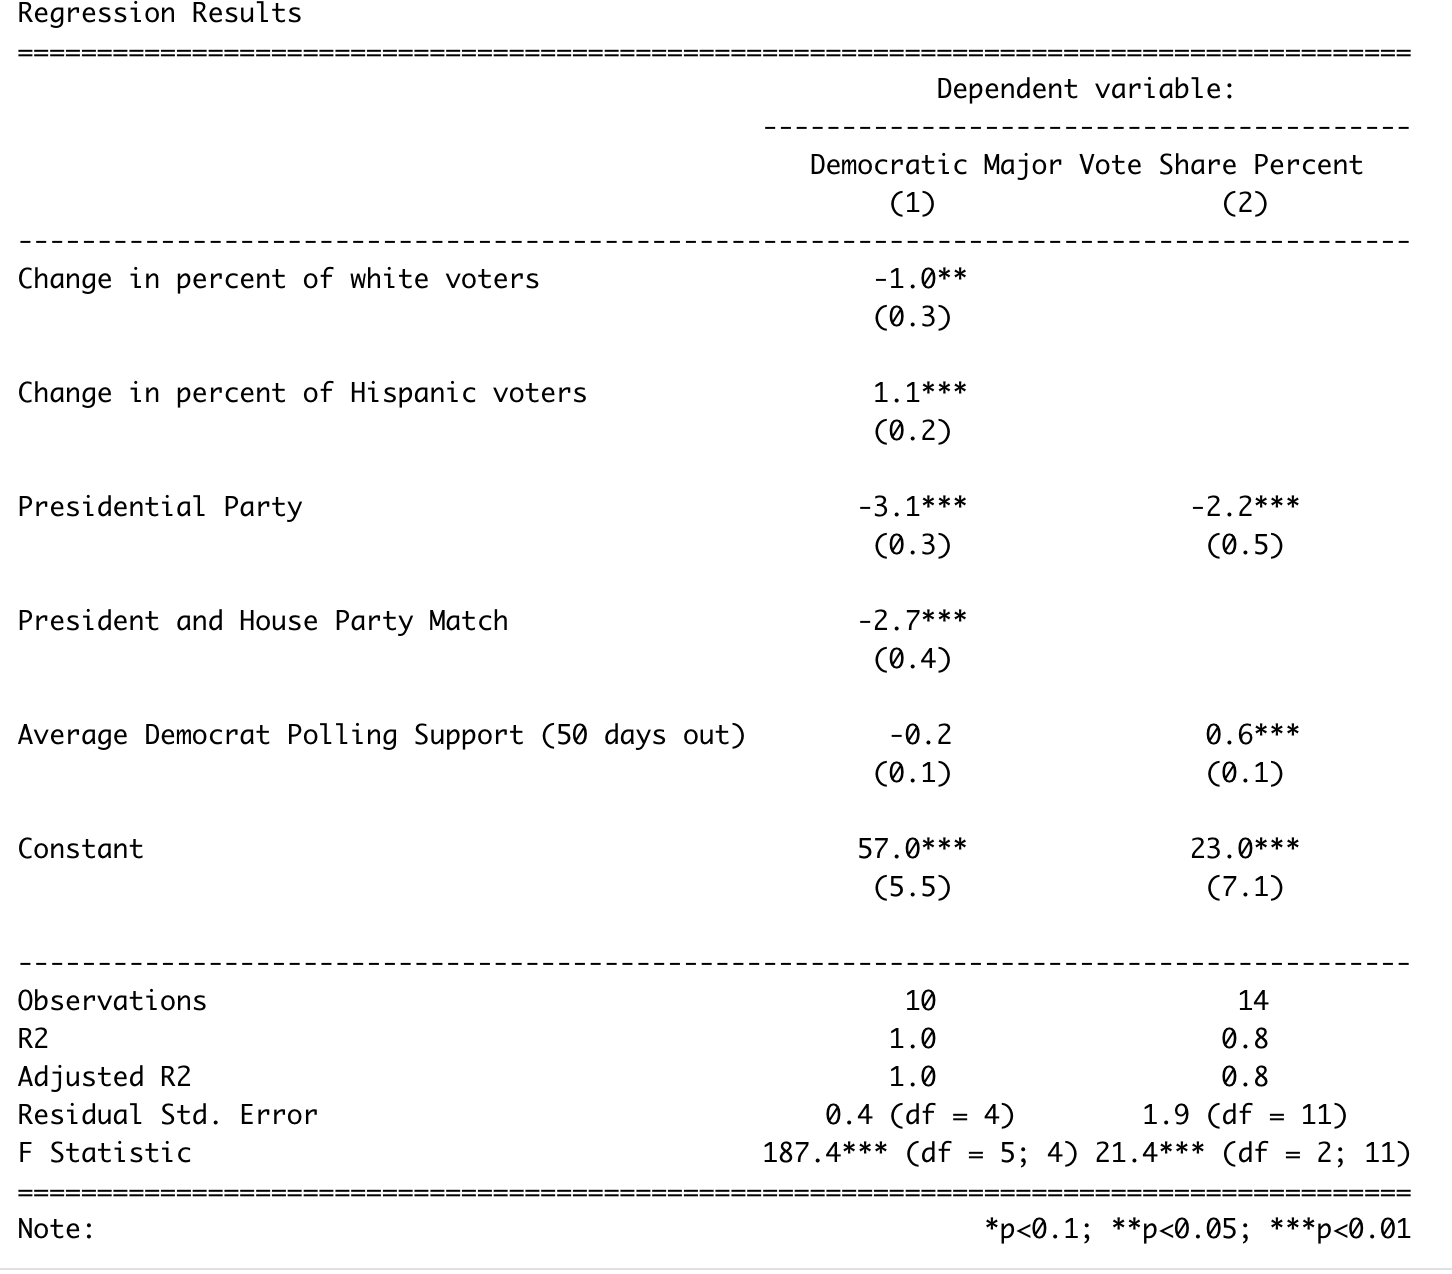 Regression Results
=======================================================================================
Dependent variable:
-----------------------------------------
Democratic Major Vote Share Percent
(1) (2)
---------------------------------------------------------------------------------------
Change in percent of white voters -1.0**
(0.3)
Change in percent of Hispanic voters 1.1***
(0.2)
Presidential Party -3.1*** -2.2***
(0.3) (0.5)
President and House Party Match -2.7***
(0.4)
Average Democrat Polling Support (50 days out) -0.2 0.6***
(0.1) (0.1)
Constant 57.0*** 23.0***
(5.5) (7.1)
---------------------------------------------------------------------------------------
Observations 10 14
R2 1.0 0.8
Adjusted R2 1.0 0.8
Residual Std. Error 0.4 (df = 4) 1.9 (df = 11)
F Statistic 187.4*** (df = 5; 4) 21.4*** (df = 2; 11)
=======================================================================================
Note: *p<0.1; **p<0.05; ***p<0.01